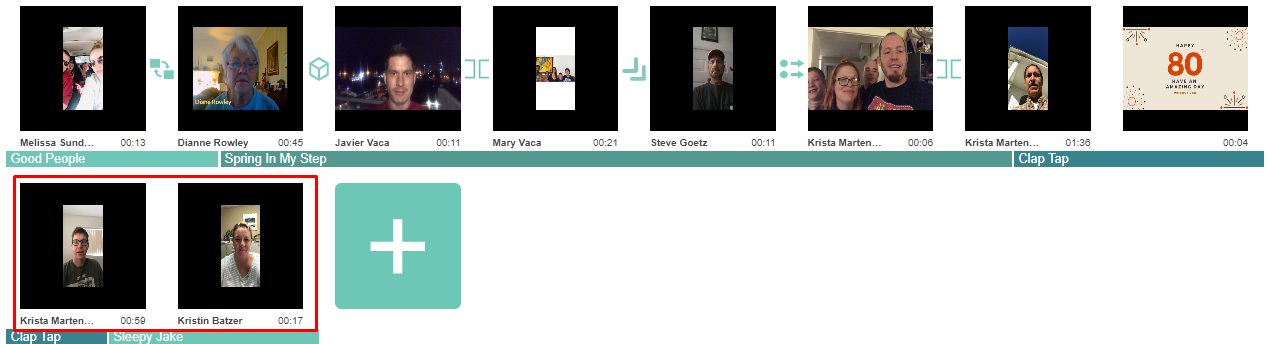 Diane Rowley
HAPPY
80
HAVE AN
AMAZING DAY
Melissa Sund... 00:13
Dianne Rowley 00:45
Javier Vaca 00:11
Mary Vaca 00:21
Steve Goetz 00:11
Krista Marten... 00:06
Krista Marten... 01:36
00:04
Good People
Spring In My Step
Clap Tap
Krista Marten... 00:59
Kristin Batzer 00:17
Clap Tap
Sleepy Jake